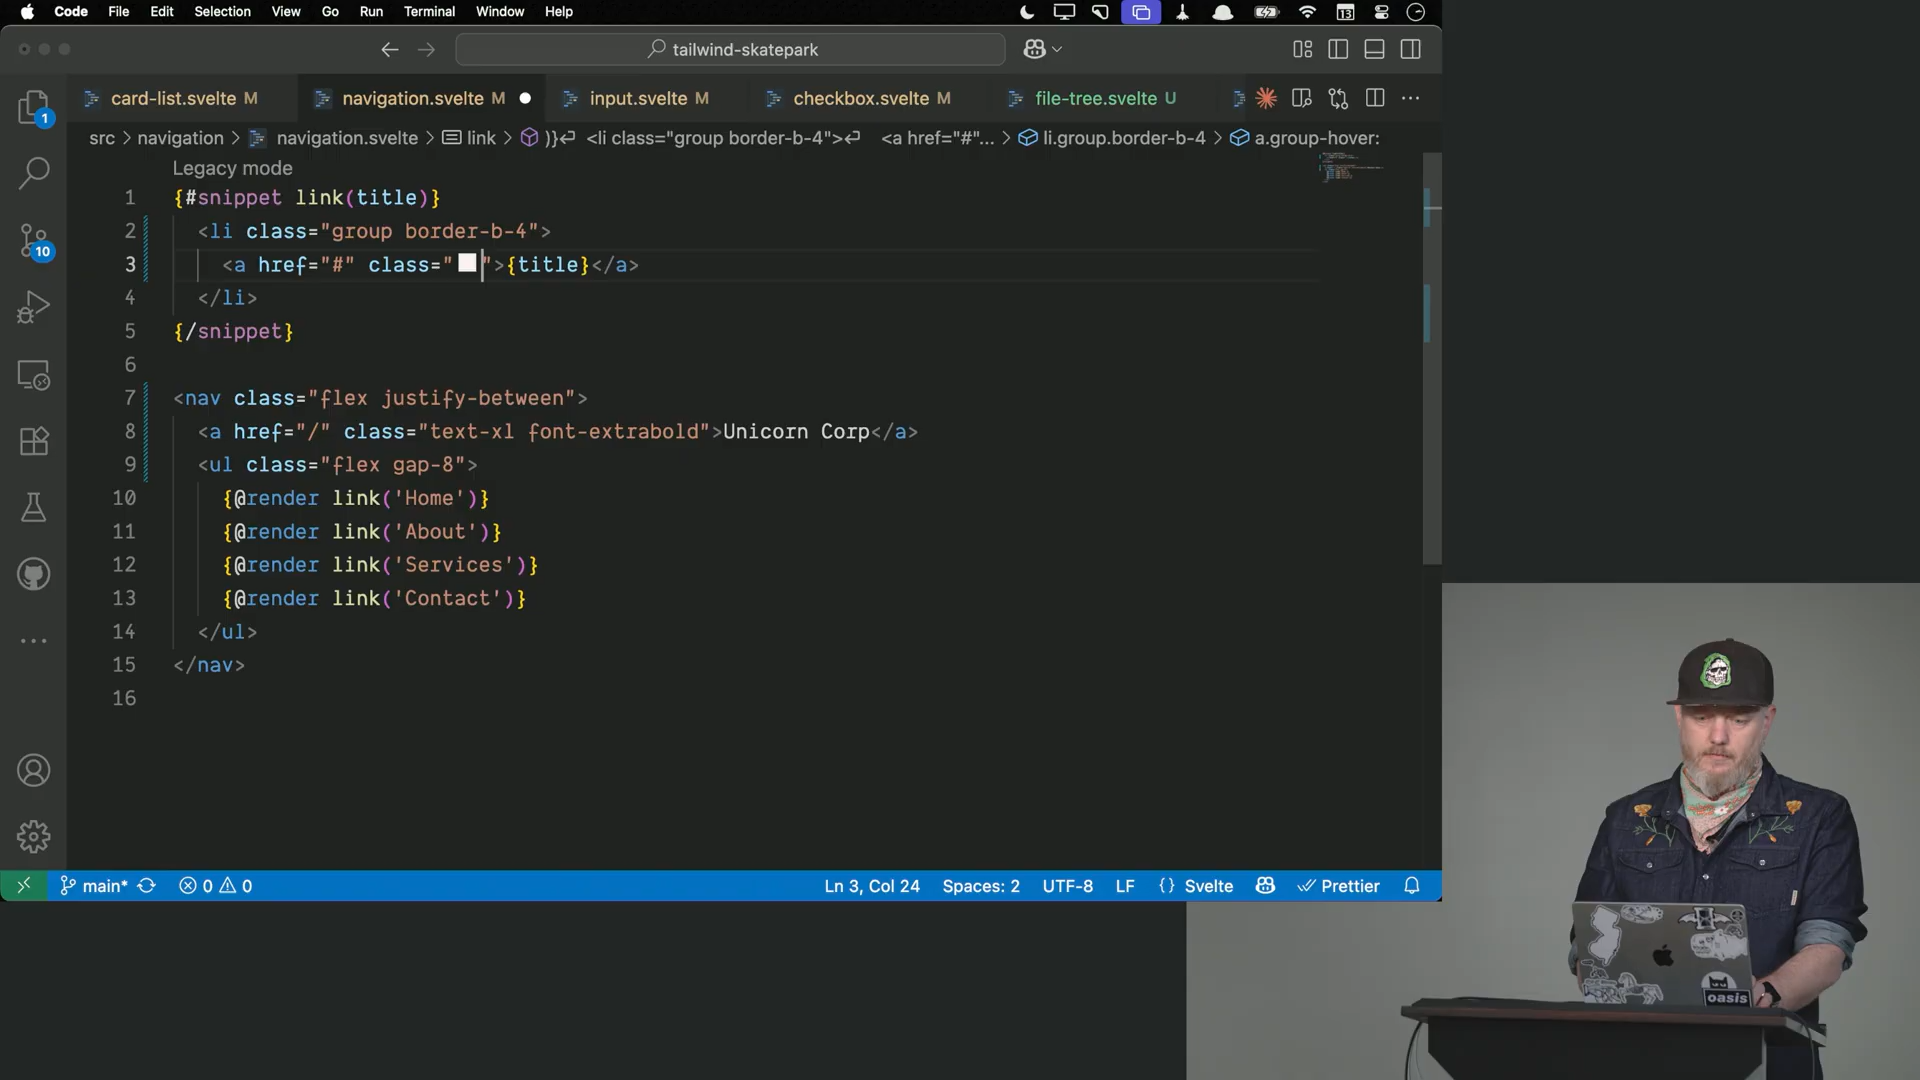 Code File Edit Selection View Go Run Terminal Window Help 13
tailwind-skatepark
card-list.svelte M navigation.svelte M input.svelte M checkbox.svelte M file-tree.svelte U
src > navigation > navigation.svelte > link > )}↵ <li class="group border-b-4">↵ <a href="#"... > li.group.border-b-4 > a.group-hover:
Legacy mode
1 {#snippet link(title)}
2 <li class="group border-b-4">
3 <a href="#" class="">{title}</a>
4 </li>
5 {/snippet}
6
7 <nav class="flex justify-between">
8 <a href="/" class="text-xl font-extrabold">Unicorn Corp</a>
9 <ul class="flex gap-8">
10 {@render link('Home')}
11 {@render link('About')}
12 {@render link('Services')}
13 {@render link('Contact')}
14 </ul>
15 </nav>
16
1
10
main* 0 0 Ln 3, Col 24 Spaces: 2 UTF-8 LF {} Svelte Prettier
oasis